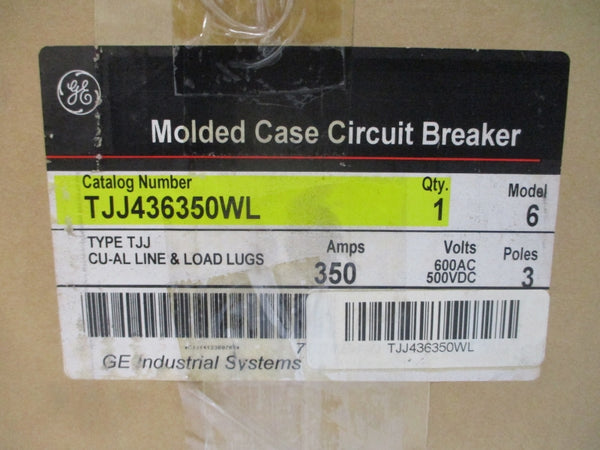 GE
Molded Case Circuit Breaker
Catalog Number Qty. Model
TJJ436350WL 1 6
TYPE TJJ
CU-AL LINE & LOAD LUGS
Amps
350
Volts
600AC
500VDC
Poles
3
7
GE Industrial Systems
TJJ436350WL